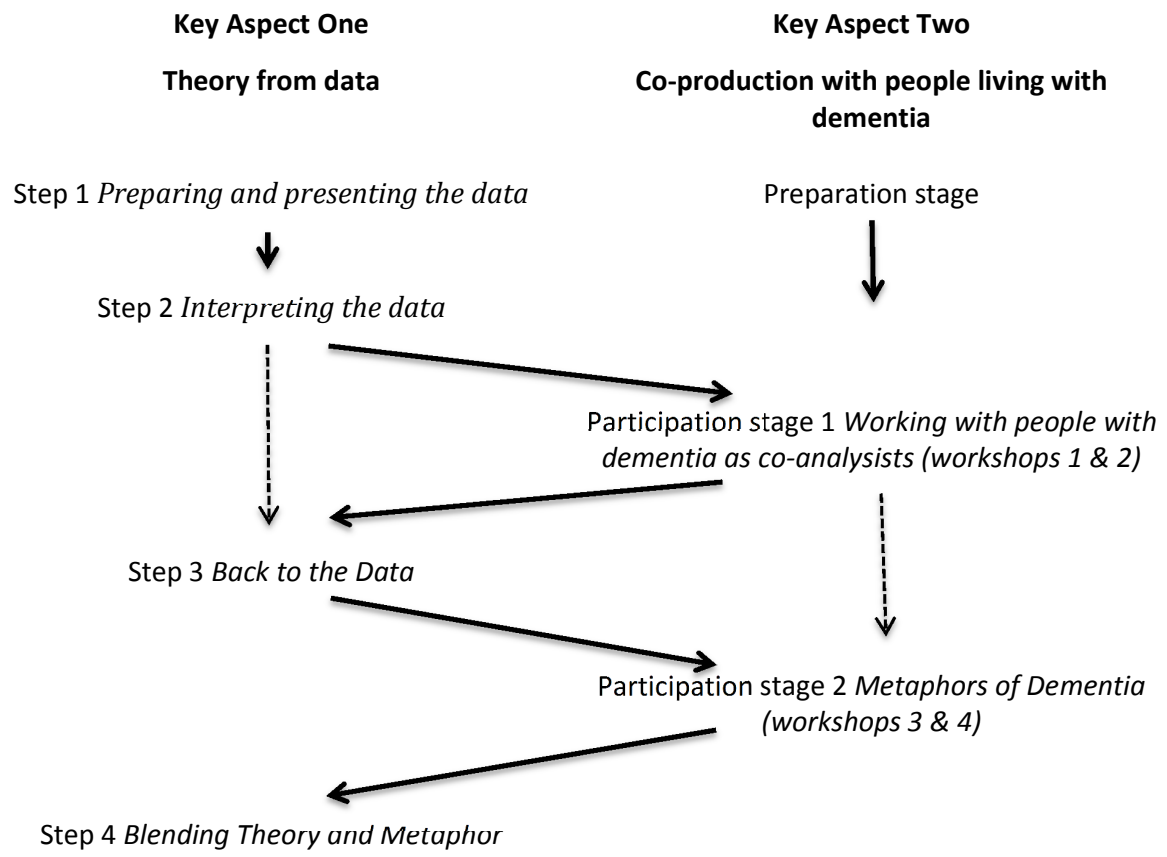 Key Aspect One
Key Aspect Two
Theory from data
Co-production with people living with
dementia
Step 1 Preparing and presenting the data
Preparation stage
Step 2 Interpreting the data
Participation stage 1 Working with people with
dementia as co-analysists (workshops 1 & 2)
Step 3 Back to the Data
Participation stage 2 Metaphors of Dementia
(workshops 3 & 4)
Step 4 Blending Theory and Metaphor